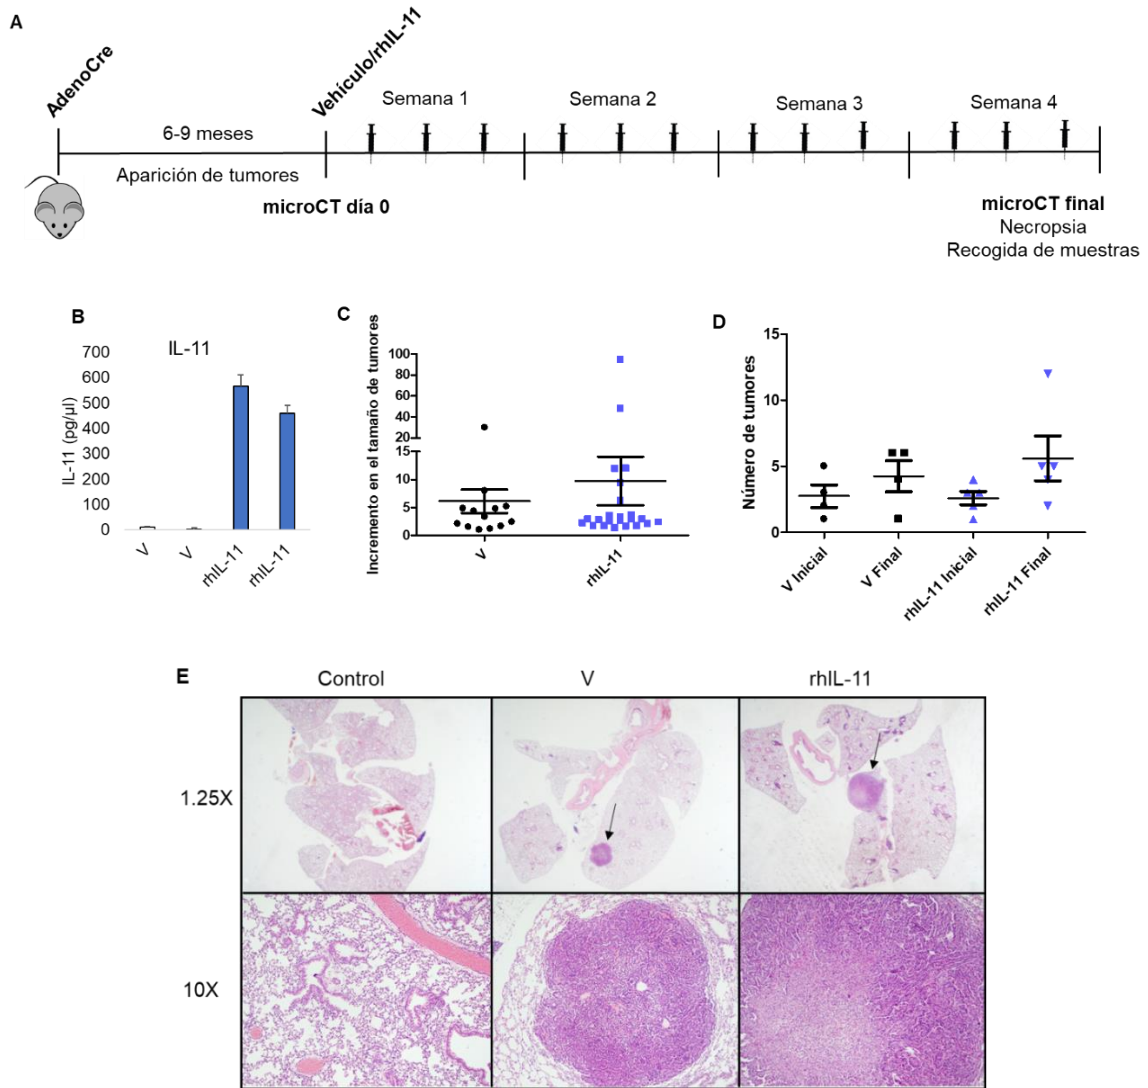 A
AdenoCre
Vehículo/rhIL-11
6-9 meses
Aparición de tumores
Semana 1
Semana 2
Semana 3
Semana 4
microCT día 0
microCT final
Necropsia
Recogida de muestras
B
IL-11
IL-11 (pg/µl)
700
600
500
400
300
200
100
0
V
V
rhIL-11
rhIL-11
C
Incremento en el tamaño de tumores
100
80
60
40
20
15
10
5
0
V
rhIL-11
D
Número de tumores
15
10
5
0
V Inicial
V Final
rhIL-11 Inicial
rhIL-11 Final
E
Control
V
rhIL-11
1.25X
10X